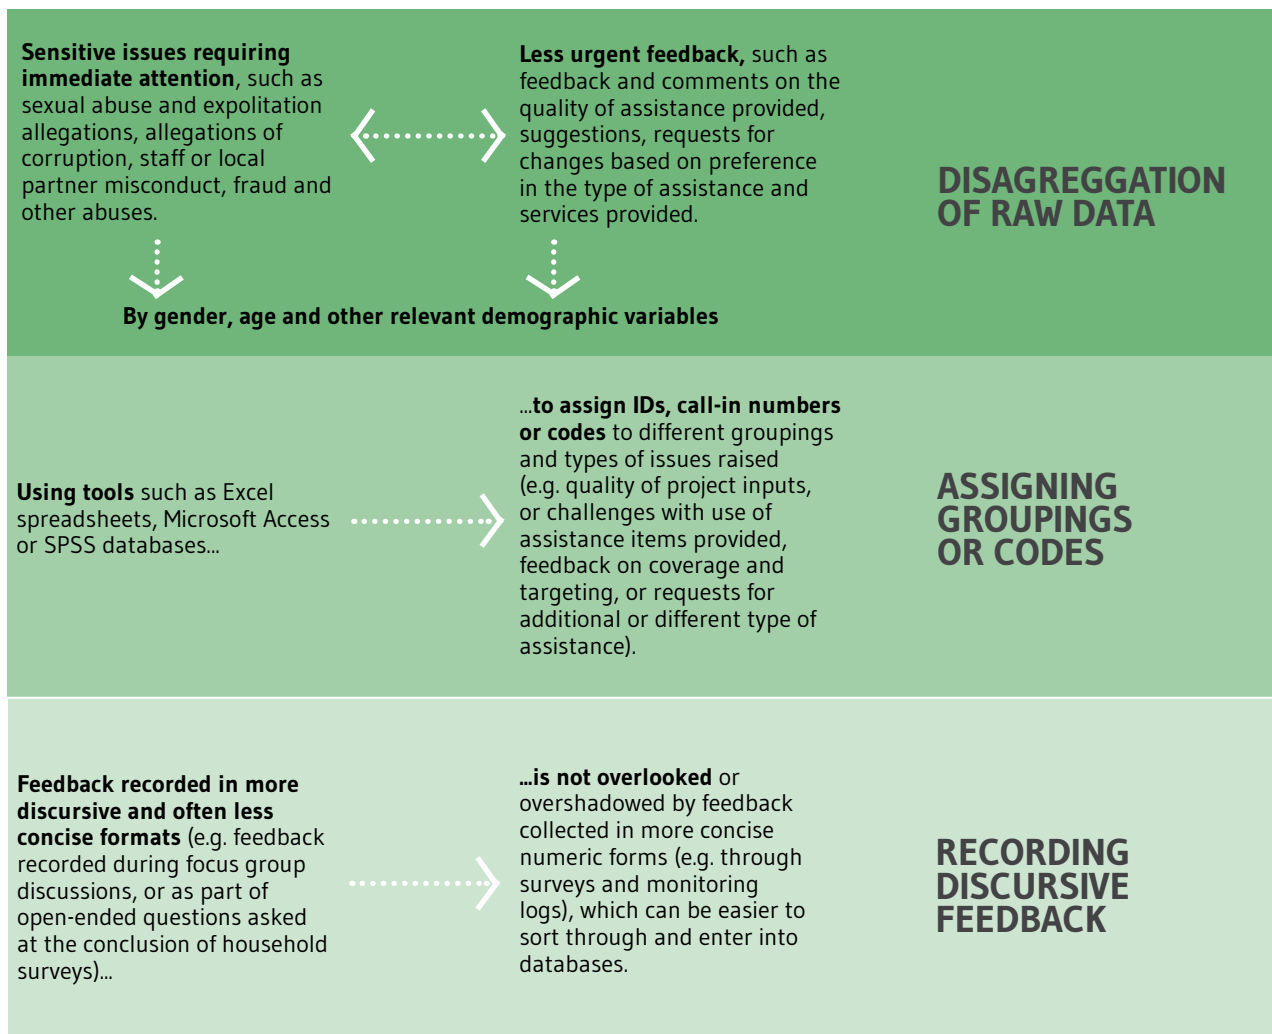 Sensitive issues requiring
immediate attention, such as
sexual abuse and expolitation
allegations, allegations of
corruption, staff or local
partner misconduct, fraud and
other abuses.
Less urgent feedback, such as
feedback and comments on the
quality of assistance provided,
suggestions, requests for
changes based on preference
in the type of assistance and
services provided.
By gender, age and other relevant demographic variables
DISAGREGGATION
OF RAW DATA
Using tools such as Excel
spreadsheets, Microsoft Access
or SPSS databases...
...to assign IDs, call-in numbers
or codes to different groupings
and types of issues raised
(e.g. quality of project inputs,
or challenges with use of
assistance items provided,
feedback on coverage and
targeting, or requests for
additional or different type of
assistance).
ASSIGNING
GROUPINGS
OR CODES
Feedback recorded in more
discursive and often less
concise formats (e.g. feedback
recorded during focus group
discussions, or as part of
open-ended questions asked
at the conclusion of household
surveys)...
...is not overlooked or
overshadowed by feedback
collected in more concise
numeric forms (e.g. through
surveys and monitoring
logs), which can be easier to
sort through and enter into
databases.
RECORDING
DISCURSIVE
FEEDBACK